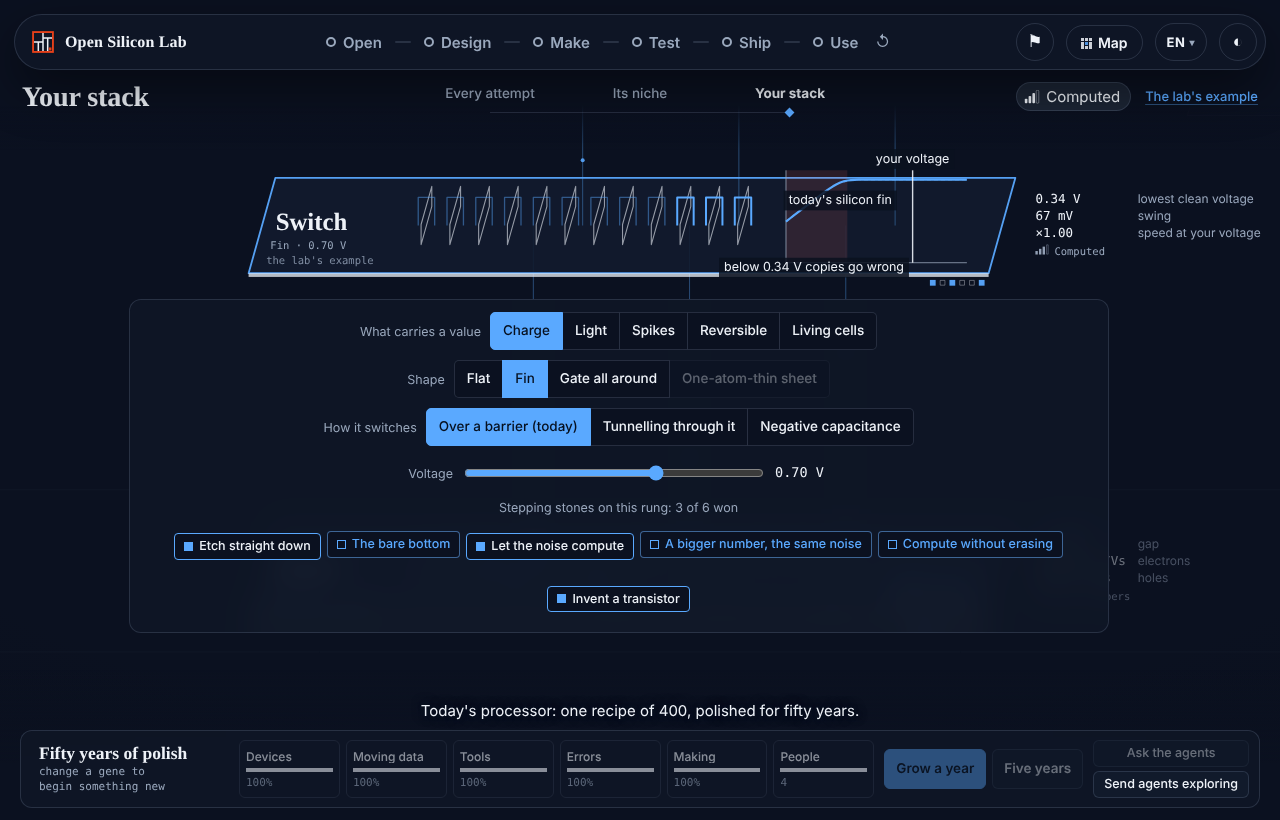 Open Silicon Lab
Open
Design
Make
Test
Ship
Use
Map
EN
Your stack
Every attempt
Its niche
Your stack
Computed
The lab's example
your voltage
today's silicon fin
Switch
Fin · 0.70 V
the lab's example
below 0.34 V copies go wrong
0.34 V lowest clean voltage
67 mV swing
×1.00 speed at your voltage
Computed
What carries a value Charge Light Spikes Reversible Living cells
Shape Flat Fin Gate all around One-atom-thin sheet
How it switches Over a barrier (today) Tunnelling through it Negative capacitance
Voltage 0.70 V
Stepping stones on this rung: 3 of 6 won
Etch straight down The bare bottom Let the noise compute A bigger number, the same noise Compute without erasing
Invent a transistor
gap
electrons
holes
Today's processor: one recipe of 400, polished for fifty years.
Fifty years of polish
change a gene to
begin something new
Devices
100%
Moving data
100%
Tools
100%
Errors
100%
Making
100%
People
4
Grow a year
Five years
Ask the agents
Send agents exploring